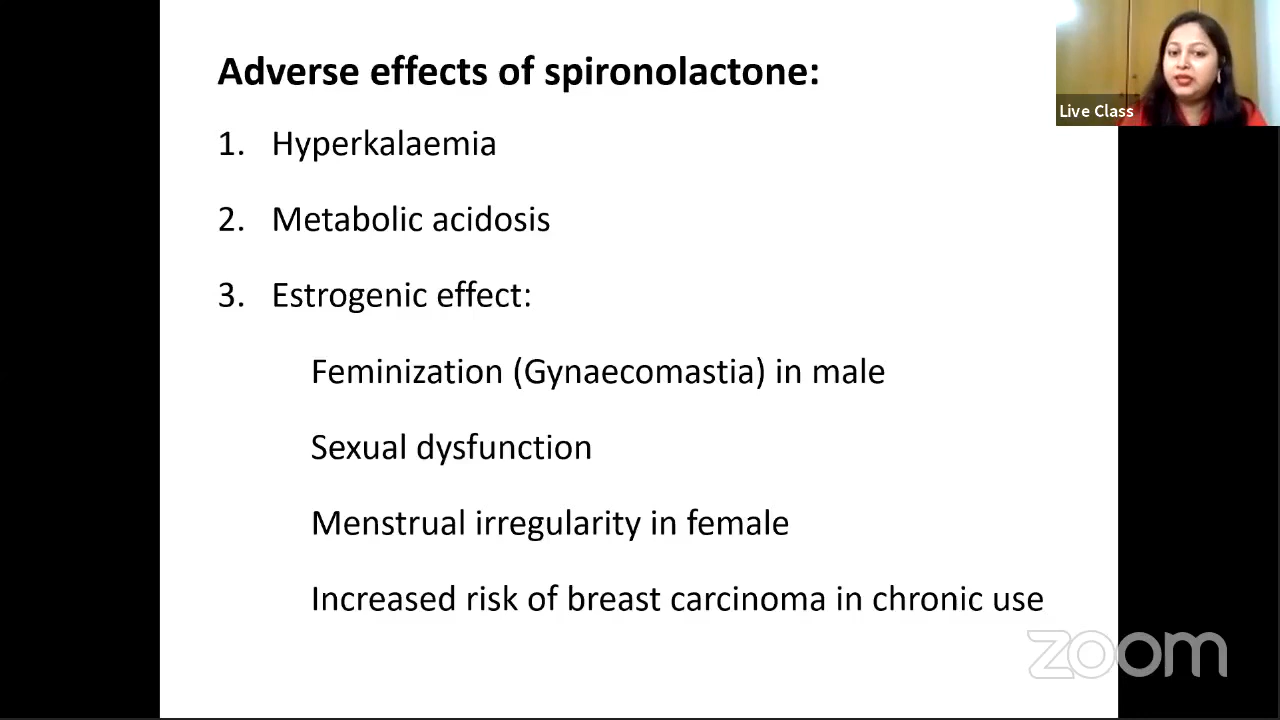 Adverse effects of spironolactone:
Live Class
1. Hyperkalaemia
2. Metabolic acidosis
3. Estrogenic effect:
Feminization (Gynaecomastia) in male
Sexual dysfunction
Menstrual irregularity in female
Increased risk of breast carcinoma in chronic use
zoom